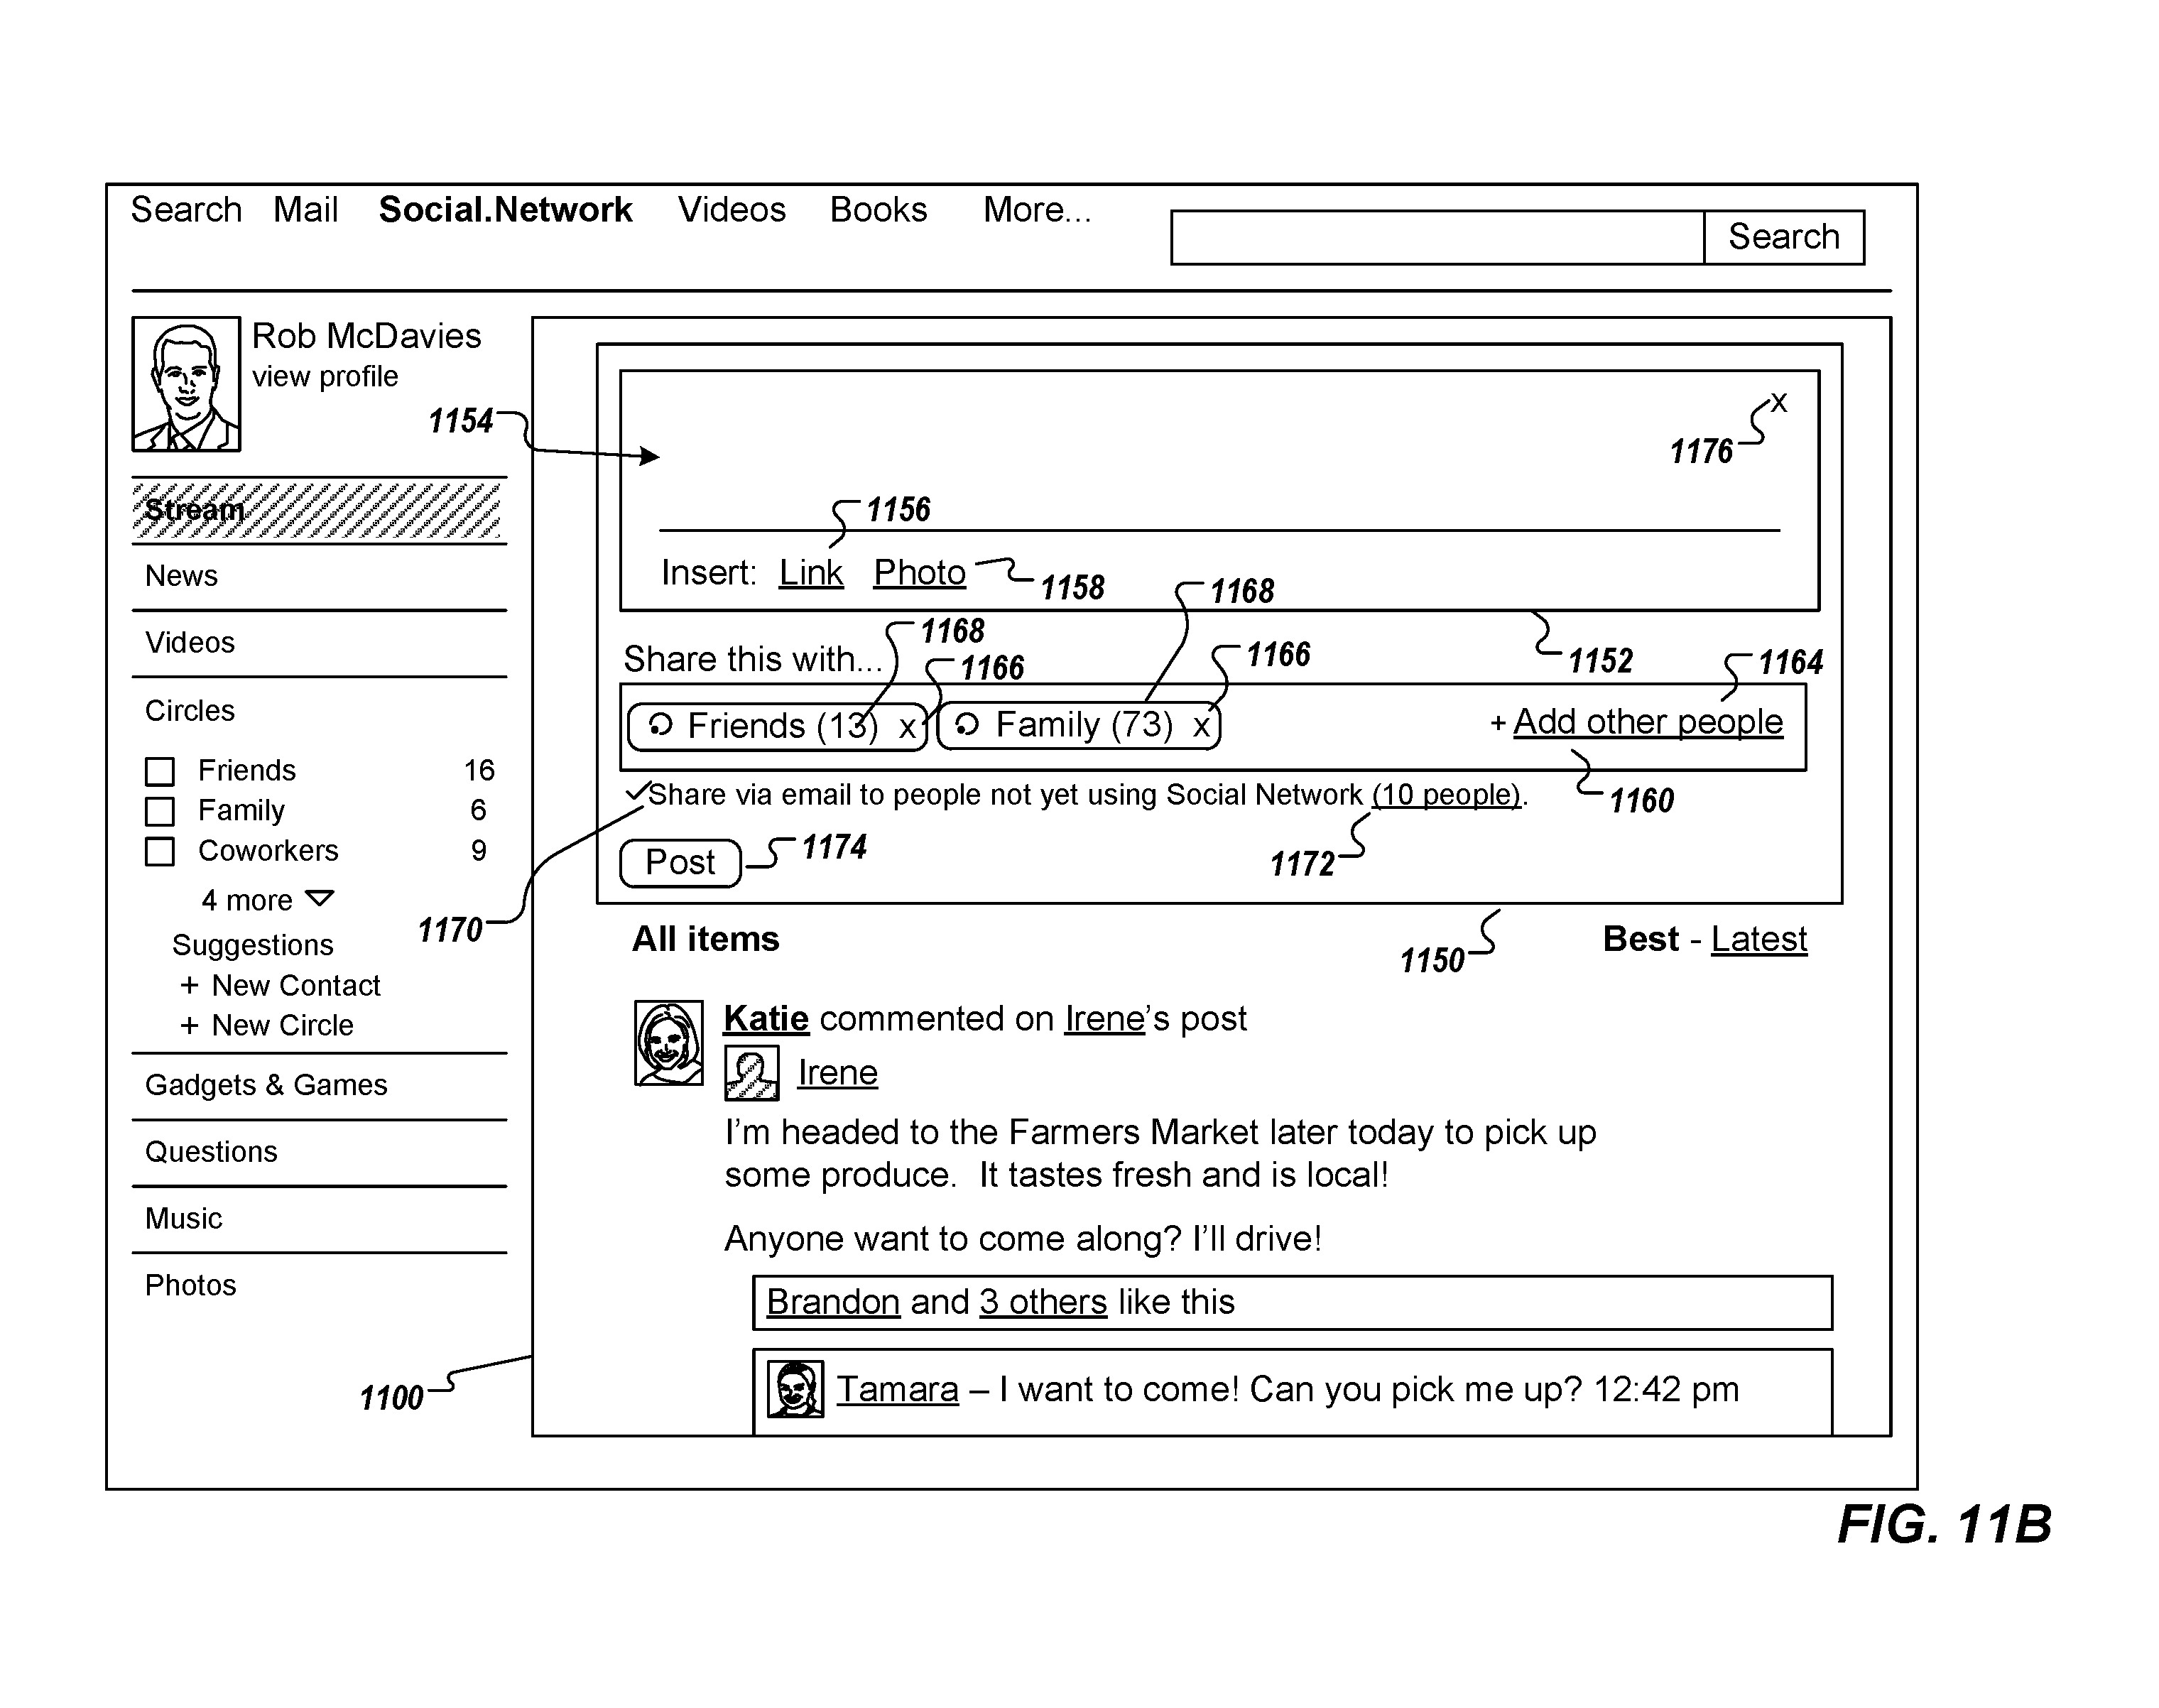 Search Mail Social.Network Videos Books More...
Search
Rob McDavies
view profile
1154
x
1176
Stream
1156
Insert: Link Photo
1158
1168
News
1168
Share this with...
1166
1166
1152
1164
Videos
Friends (13) x
Family (73) x
+ Add other people
Circles
Friends 16
Family 6
Coworkers 9
4 more
Suggestions
+ New Contact
+ New Circle
✓Share via email to people not yet using Social Network (10 people).
1160
Post
1174
1172
1170
1150
All items
Best - Latest
Katie commented on Irene's post
Irene
I'm headed to the Farmers Market later today to pick up
some produce. It tastes fresh and is local!
Anyone want to come along? I'll drive!
Brandon and 3 others like this
Tamara – I want to come! Can you pick me up? 12:42 pm
Gadgets & Games
Questions
Music
Photos
1100
FIG. 11B